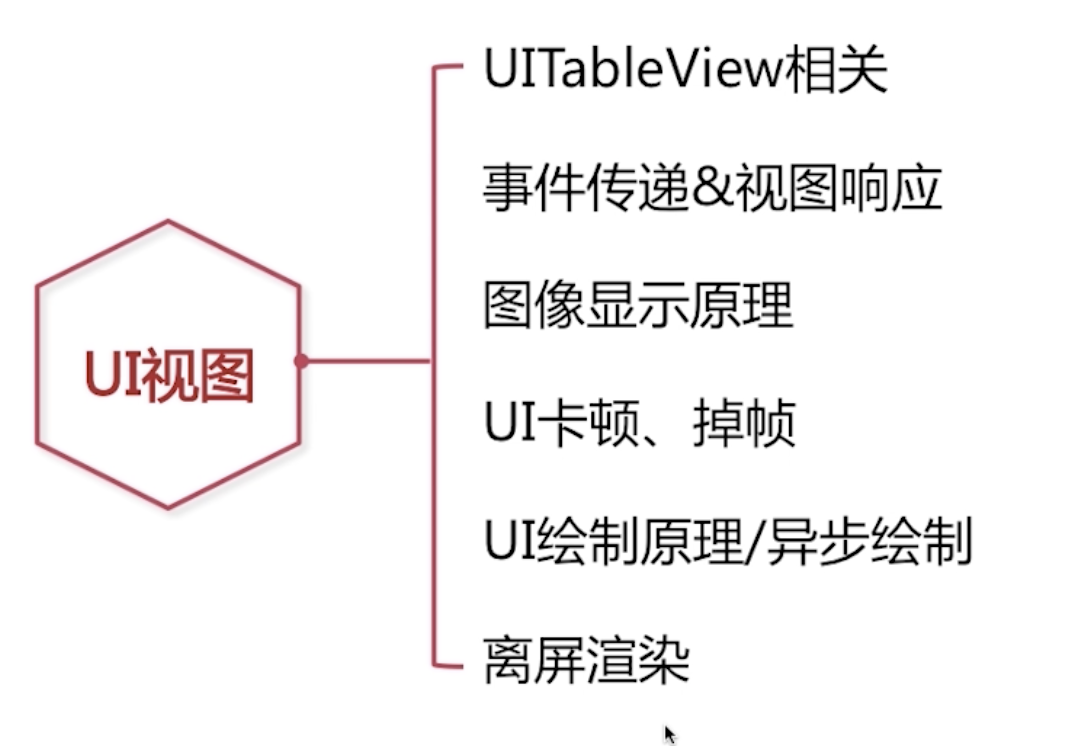 UITableView相关
事件传递&视图响应
图像显示原理
UI视图
UI卡顿、掉帧
UI绘制原理/异步绘制
离屏渲染